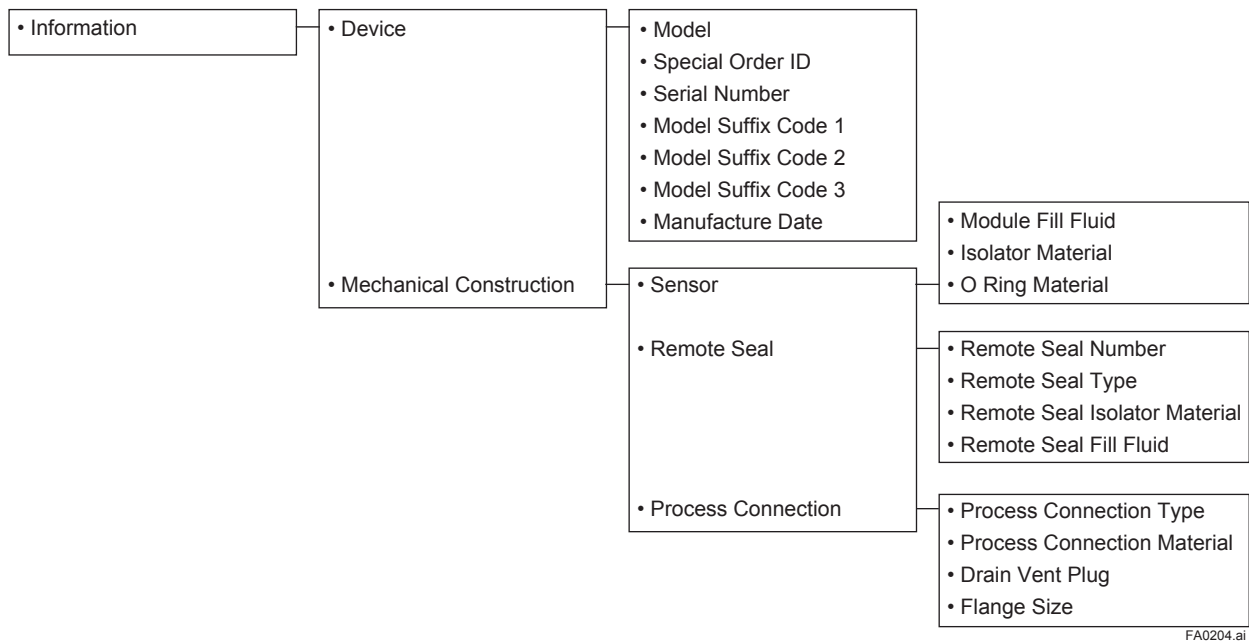 • Information
• Device
• Mechanical Construction
• Model
• Special Order ID
• Serial Number
• Model Suffix Code 1
• Model Suffix Code 2
• Model Suffix Code 3
• Manufacture Date
• Sensor
• Remote Seal
• Process Connection
• Module Fill Fluid
• Isolator Material
• O Ring Material
• Remote Seal Number
• Remote Seal Type
• Remote Seal Isolator Material
• Remote Seal Fill Fluid
• Process Connection Type
• Process Connection Material
• Drain Vent Plug
• Flange Size
FA0204.ai